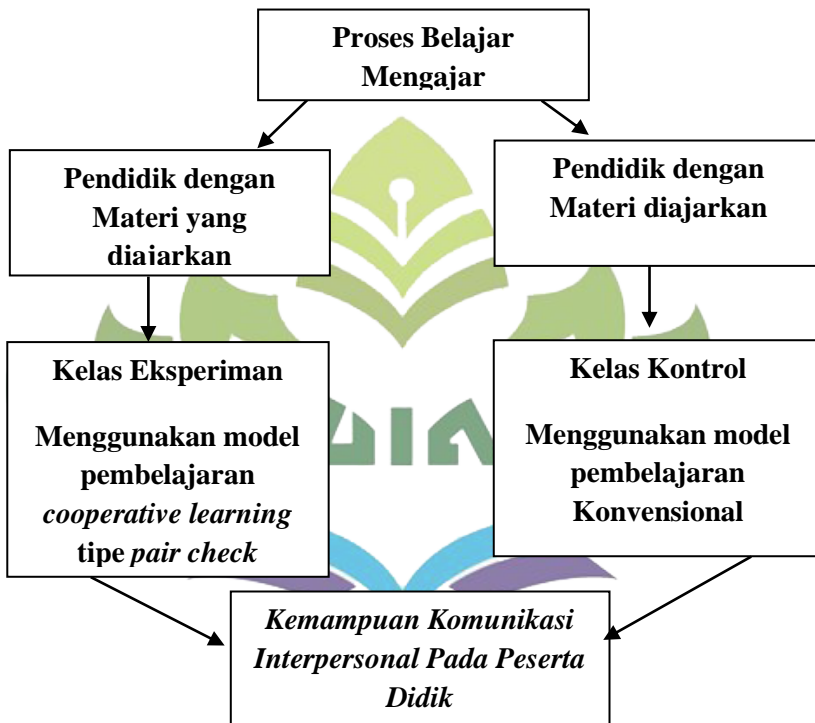 Proses Belajar
Mengajar
Pendidik dengan
Materi yang
diajarkan
Pendidik dengan
Materi diajarkan
Kelas Eksperiman
Menggunakan model
pembelajaran
cooperative learning
tipe pair check
Kelas Kontrol
Menggunakan model
pembelajaran
Konvensional
Kemampuan Komunikasi
Interpersonal Pada Peserta
Didik